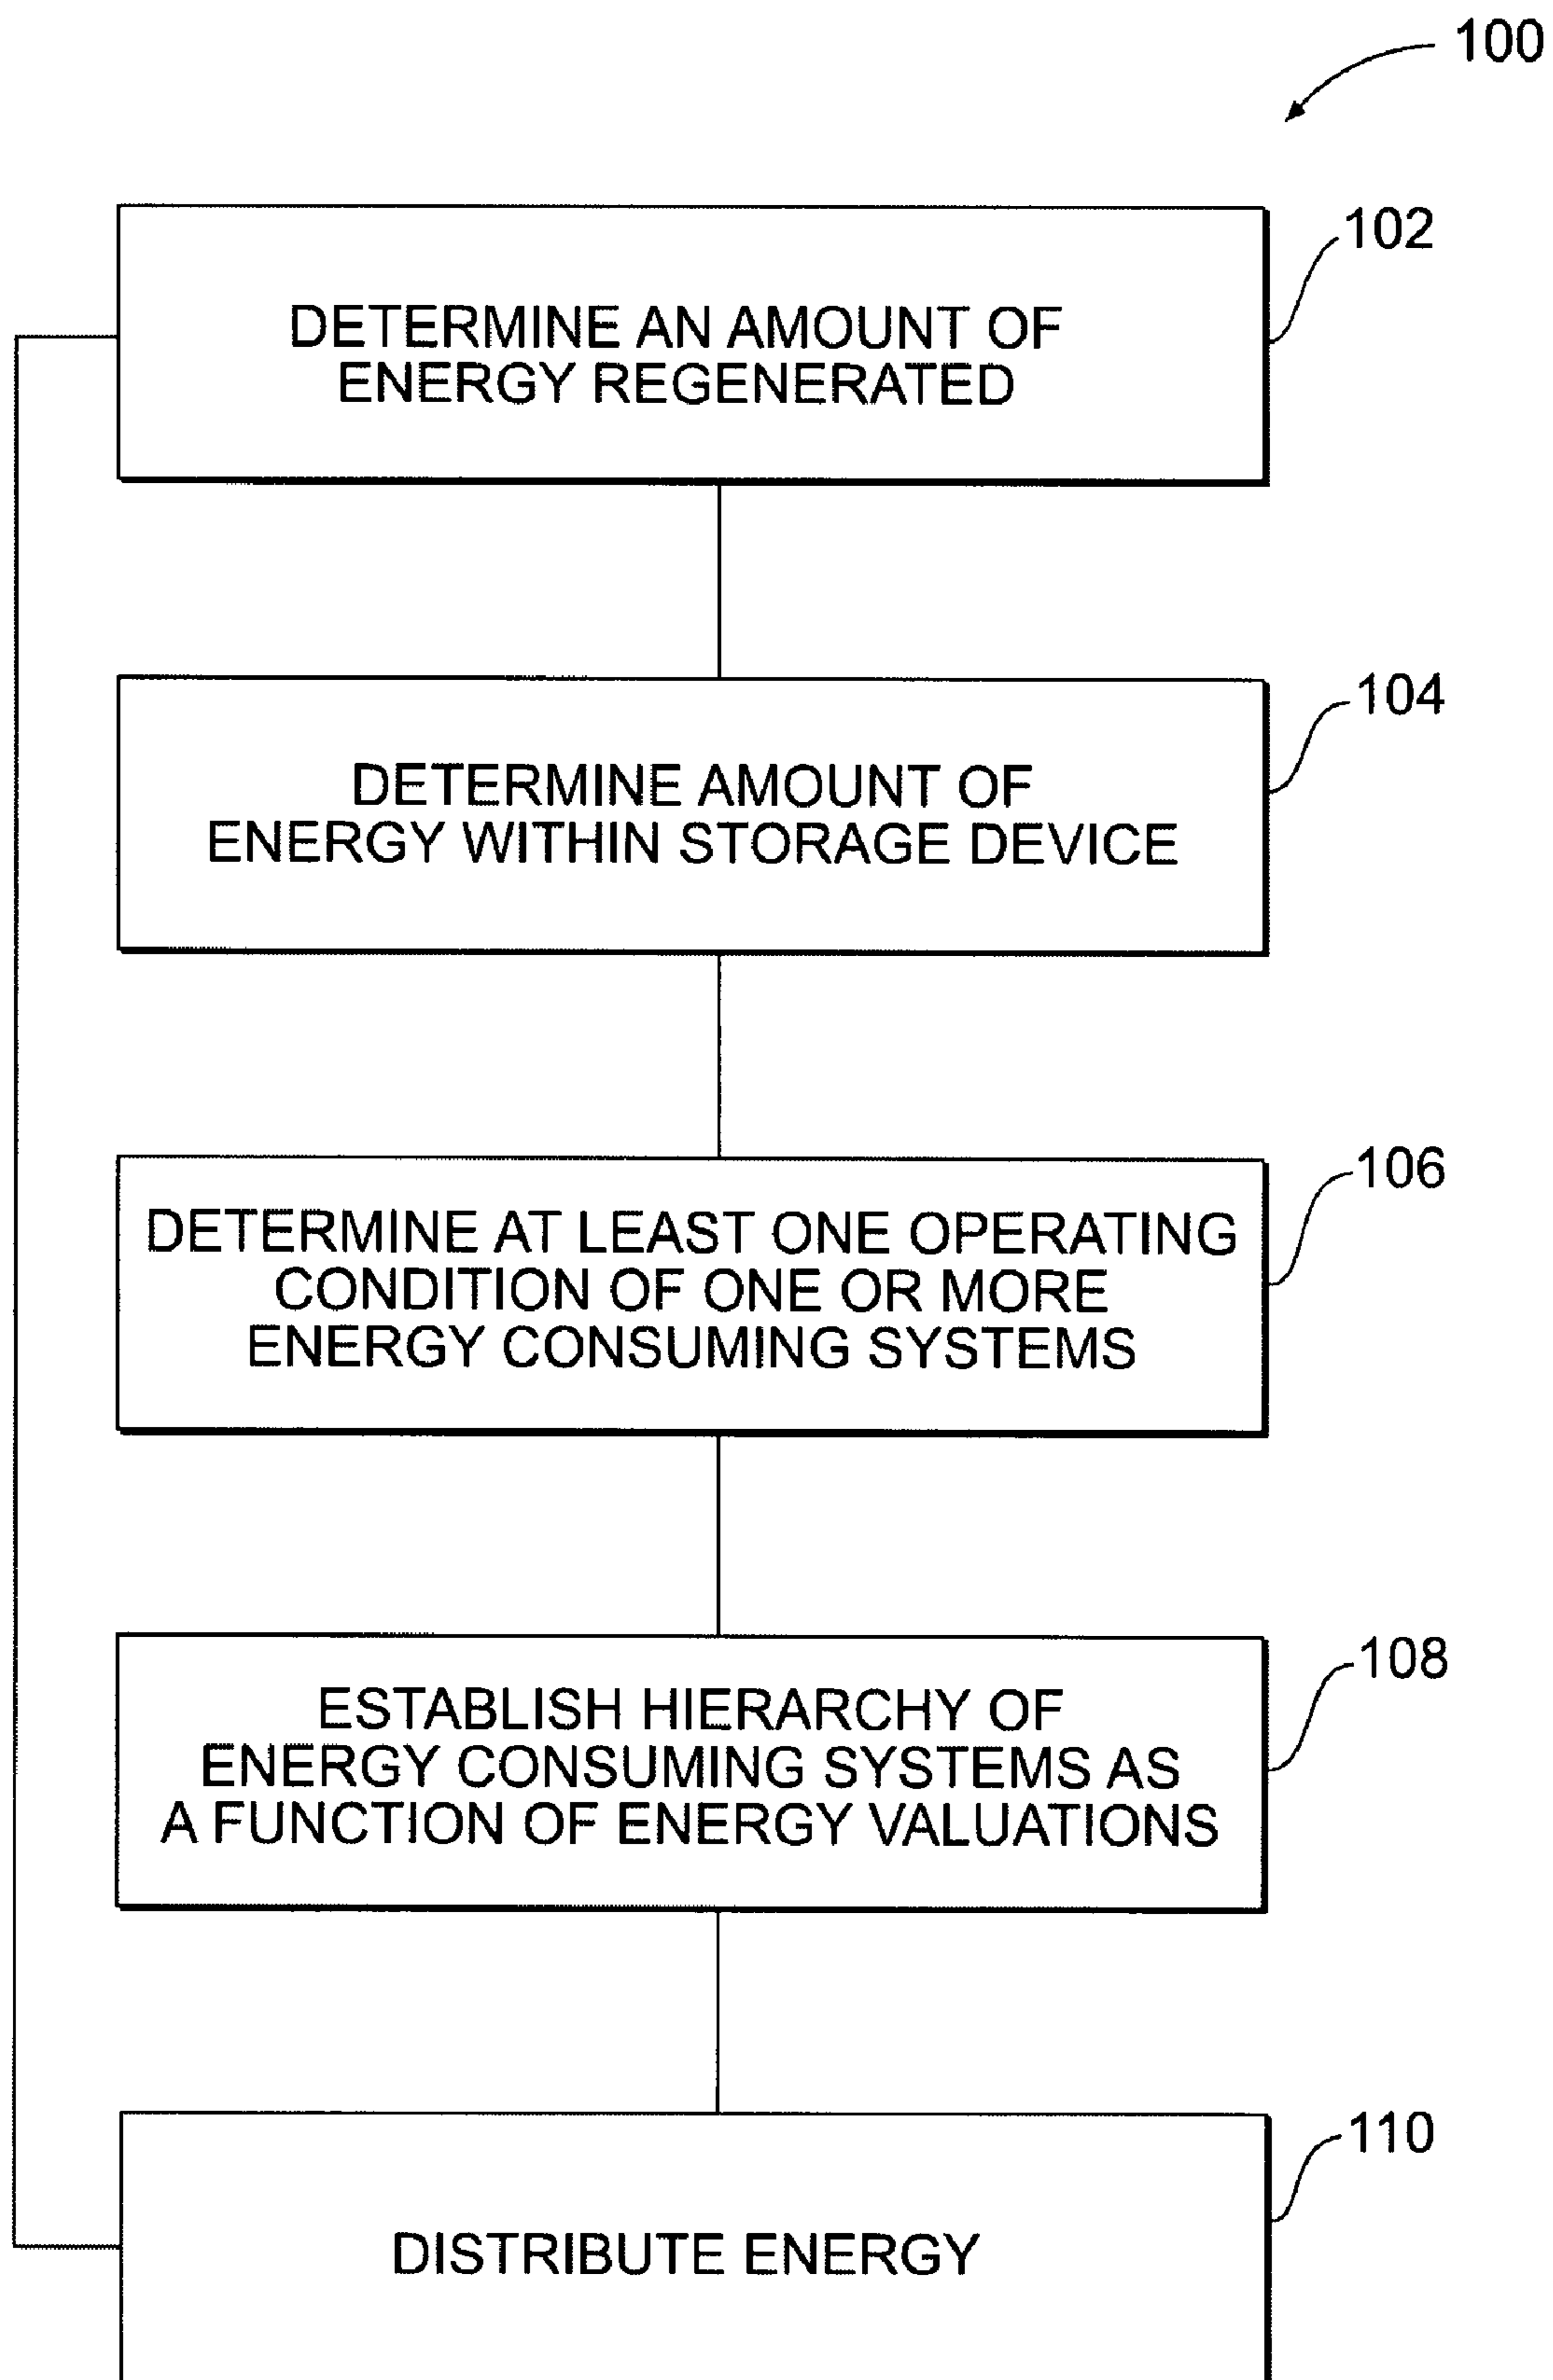 100
102
DETERMINE AN AMOUNT OF
ENERGY REGENERATED
104
DETERMINE AMOUNT OF
ENERGY WITHIN STORAGE DEVICE
106
DETERMINE AT LEAST ONE OPERATING
CONDITION OF ONE OR MORE
ENERGY CONSUMING SYSTEMS
108
ESTABLISH HIERARCHY OF
ENERGY CONSUMING SYSTEMS AS
A FUNCTION OF ENERGY VALUATIONS
110
DISTRIBUTE ENERGY